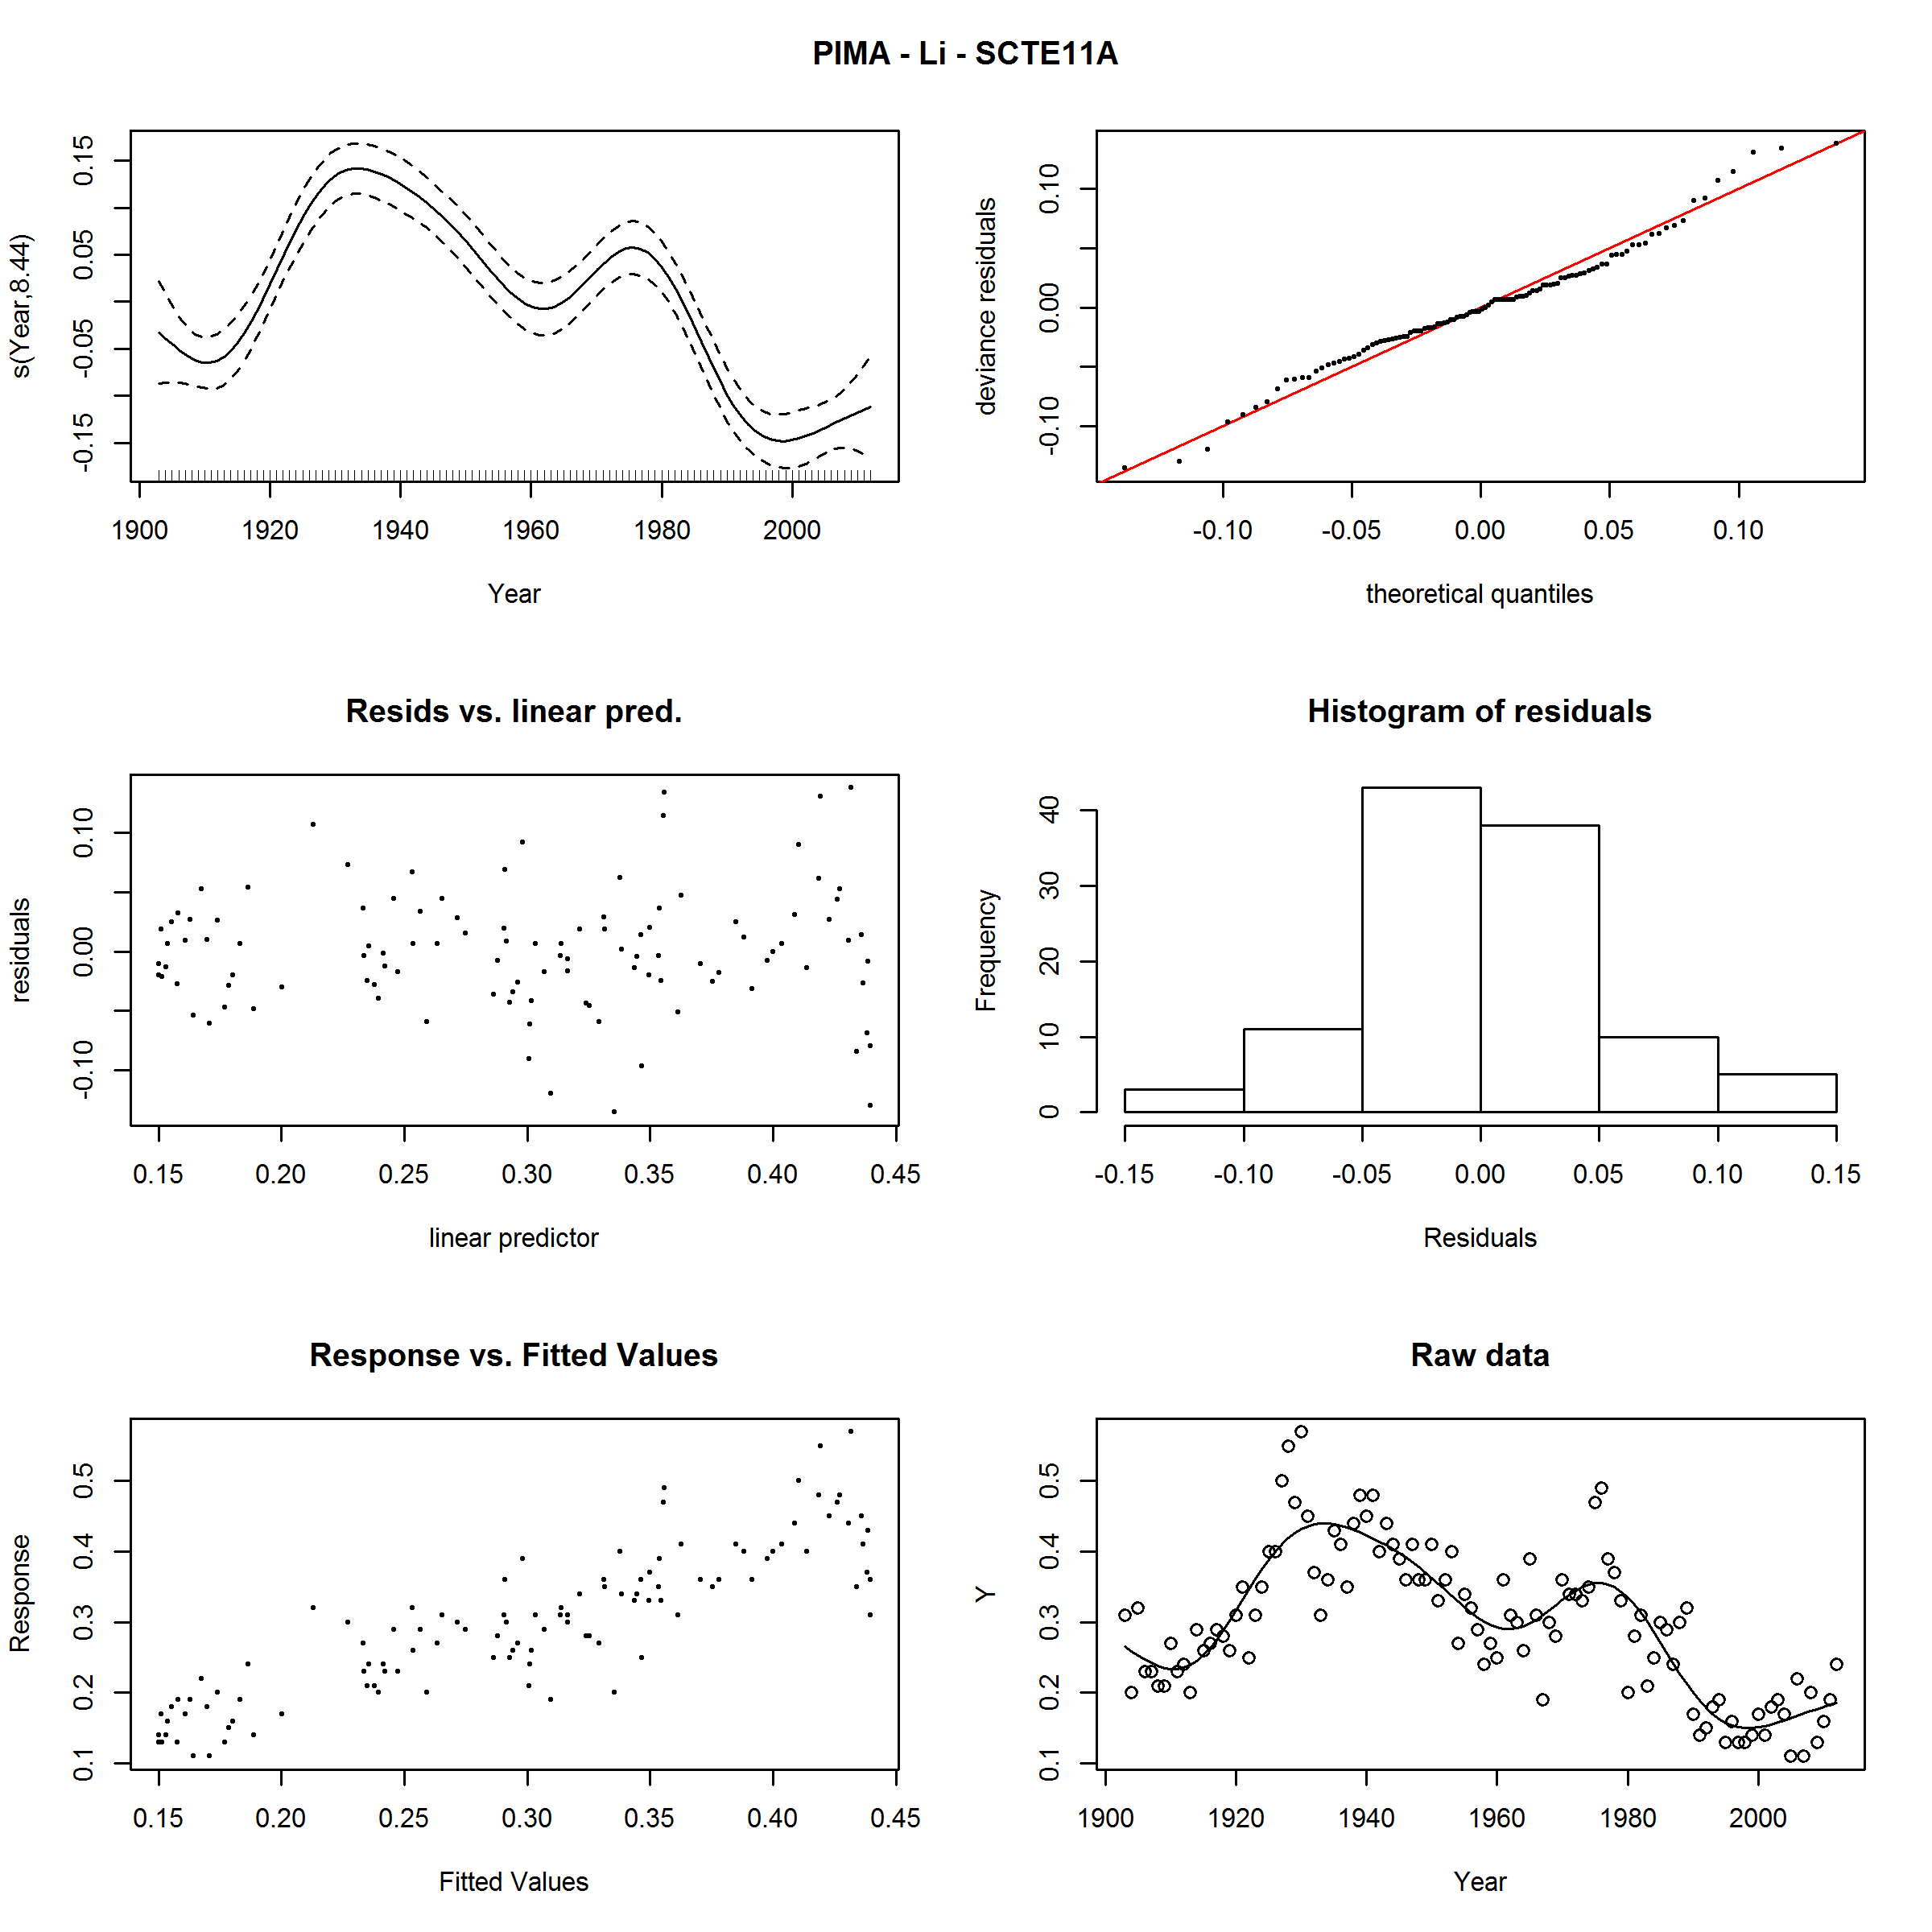 PIMA - Li - SCTE11A
s(Year,8.44)
0.15
0.05
-0.05
-0.15
1900 1920 1940 1960 1980 2000
Year
deviance residuals
0.10
0.00
-0.10
-0.10 -0.05 0.00 0.05 0.10
theoretical quantiles
Resids vs. linear pred.
residuals
0.10
0.00
-0.10
0.15 0.20 0.25 0.30 0.35 0.40 0.45
linear predictor
Histogram of residuals
Frequency
40
30
20
10
0
-0.15 -0.10 -0.05 0.00 0.05 0.10 0.15
Residuals
Response vs. Fitted Values
Response
0.5
0.4
0.3
0.2
0.1
0.15 0.20 0.25 0.30 0.35 0.40 0.45
Fitted Values
Raw data
Y
0.5
0.4
0.3
0.2
0.1
1900 1920 1940 1960 1980 2000
Year